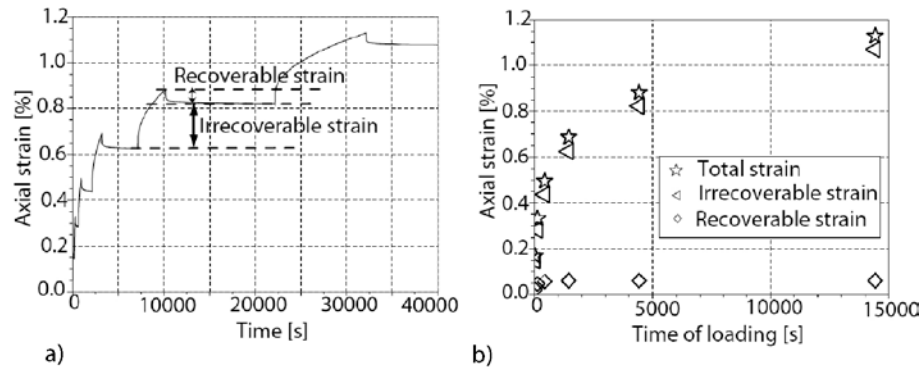 1.2
1.0
0.8
0.6
0.4
0.2
0.0
Axial strain [%]
Recoverable strain
Irrecoverable strain
0
10000
20000
30000
40000
Time [s]
a)
1.2
1.0
0.8
0.6
0.4
0.2
0.0
Axial strain [%]
Total strain
Irrecoverable strain
Recoverable strain
0
5000
10000
15000
Time of loading [s]
b)